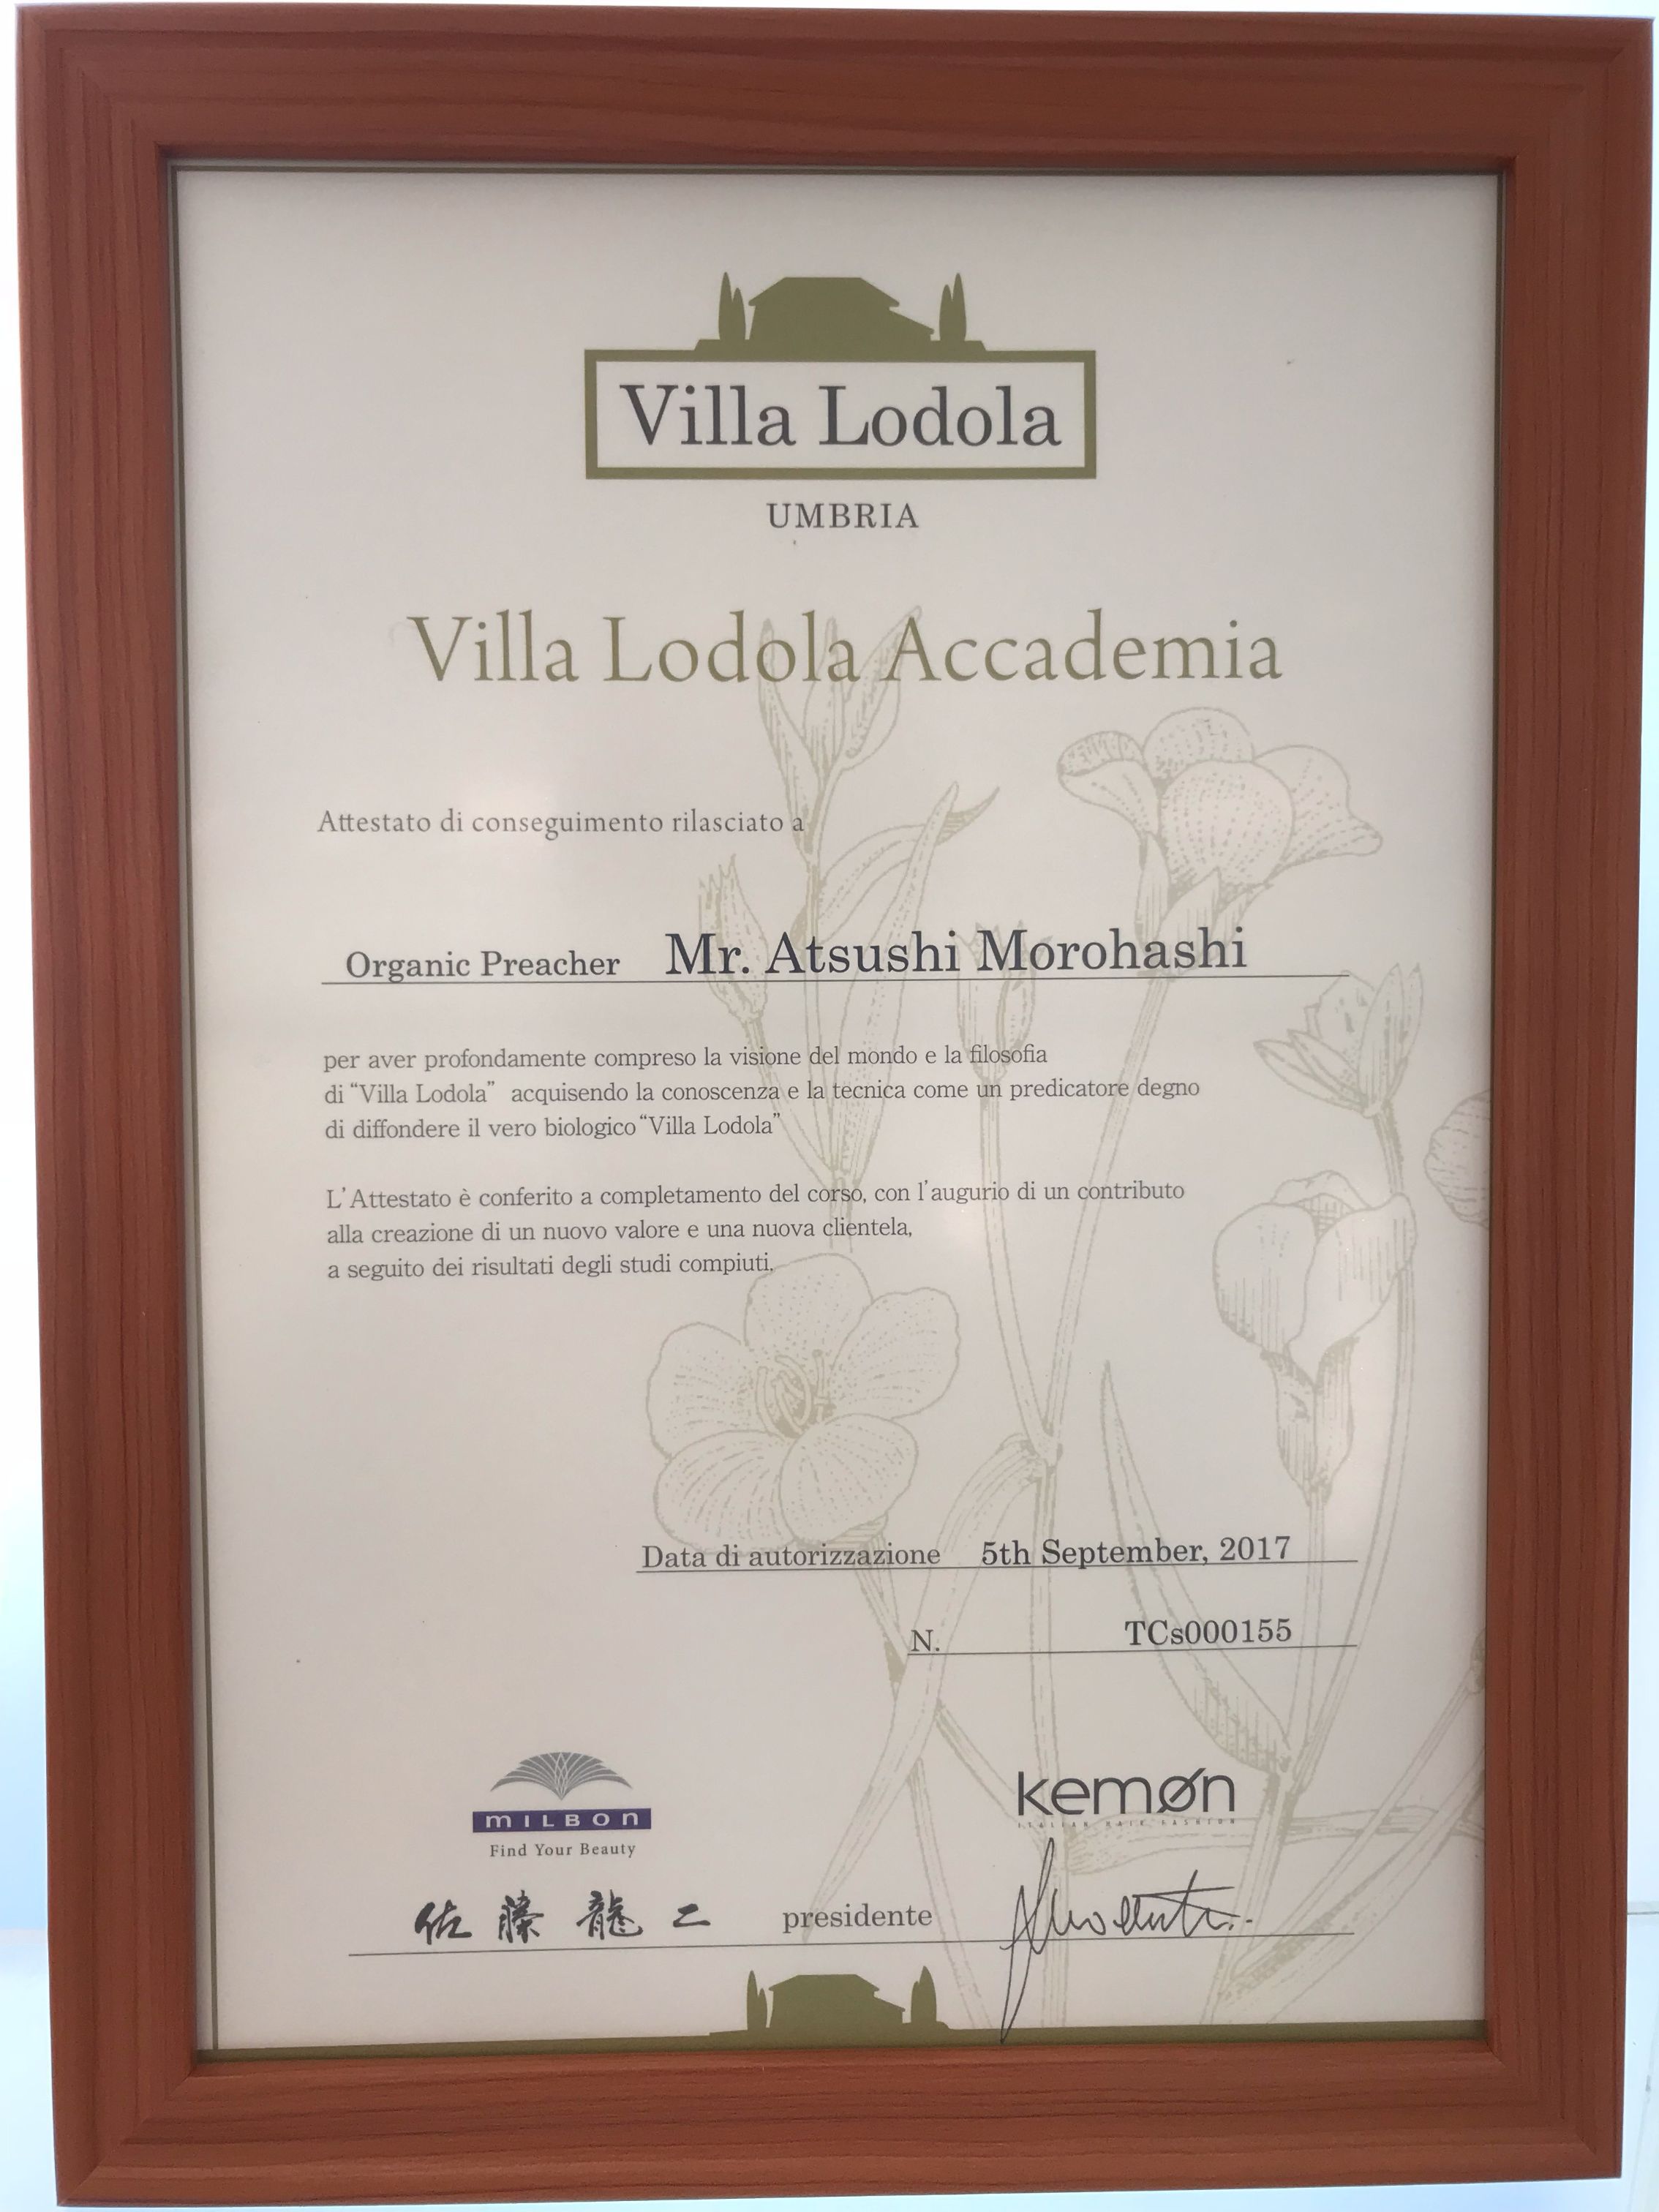 Villa Lodola
UMBRIA
Villa Lodola Accademia
Attestato di conseguimento rilasciato a
Organic Preacher Mr. Atsushi Morohashi
per aver profondamente compreso la visione del mondo e la filosofia
di “Villa Lodola” acquisendo la conoscenza e la tecnica come un predicatore degno
di diffondere il vero biologico “Villa Lodola”
L'Attestato è conferito a completamento del corso, con l'augurio di un contributo
alla creazione di un nuovo valore e una nuova clientela,
a seguito dei risultati degli studi compiuti.
Data di autorizzazione 5th September, 2017
N. TCs000155
MILBON
Find Your Beauty
kemøn
ITALIAN HAIR FASHION
佐藤龍二 presidente